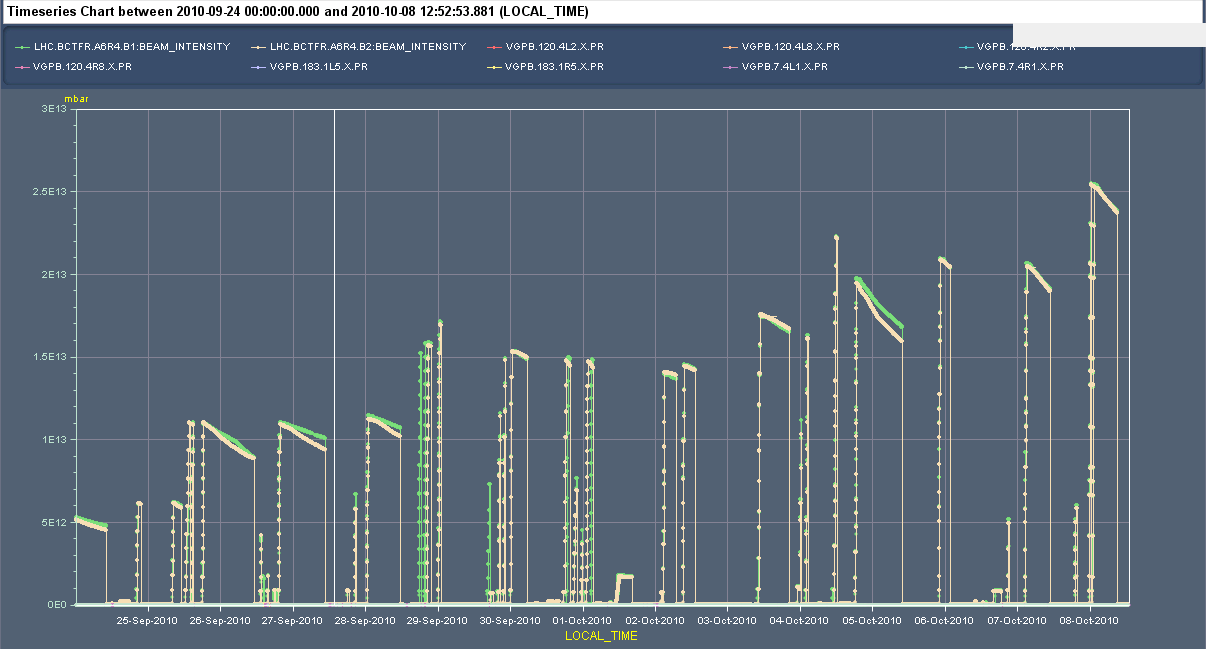 Timeseries Chart between 2010-09-24 00:00:00.000 and 2010-10-08 12:52:53.881 (LOCAL_TIME)
LHC.BCTFR.A6R4.B1:BEAM_INTENSITY LHC.BCTFR.A6R4.B2:BEAM_INTENSITY VGPB.120.4L2.X.PR VGPB.120.4L8.X.PR VGPB.120.4R2.X.PR
VGPB.120.4R8.X.PR VGPB.183.1L5.X.PR VGPB.183.1R5.X.PR VGPB.7.4L1.X.PR VGPB.7.4R1.X.PR
mbar
3E13
2.5E13
2E13
1.5E13
1E13
5E12
0E0
25-Sep-2010 26-Sep-2010 27-Sep-2010 28-Sep-2010 29-Sep-2010 30-Sep-2010 01-Oct-2010 02-Oct-2010 03-Oct-2010 04-Oct-2010 05-Oct-2010 06-Oct-2010 07-Oct-2010 08-Oct-2010
LOCAL_TIME